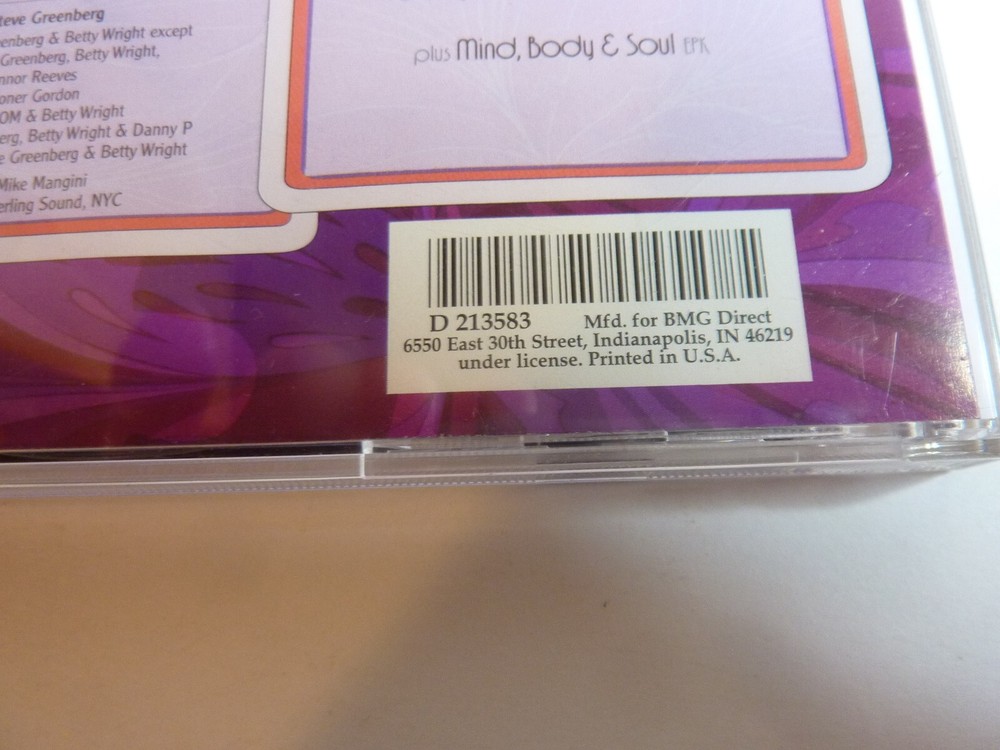 teve Greenberg
enberg & Betty Wright except
Greenberg, Betty Wright,
nnor Reeves
oner Gordon
OM & Betty Wright
erg, Betty Wright & Danny P
e Greenberg & Betty Wright
Mike Mangini
erling Sound, NYC
plus Mind, Body & Soul EPK
D 213583 Mfd. for BMG Direct
6550 East 30th Street, Indianapolis, IN 46219
under license. Printed in U.S.A.